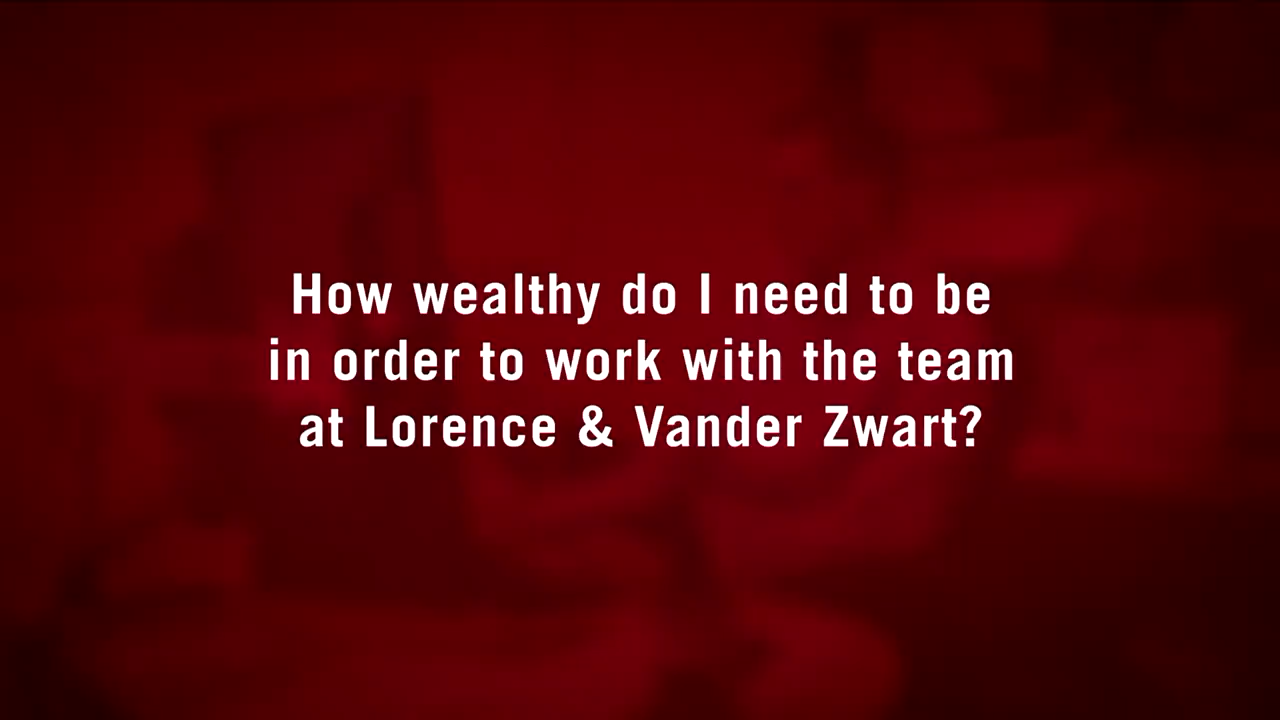 How wealthy do I need to be
in order to work with the team
at Lorence & Vander Zwart?